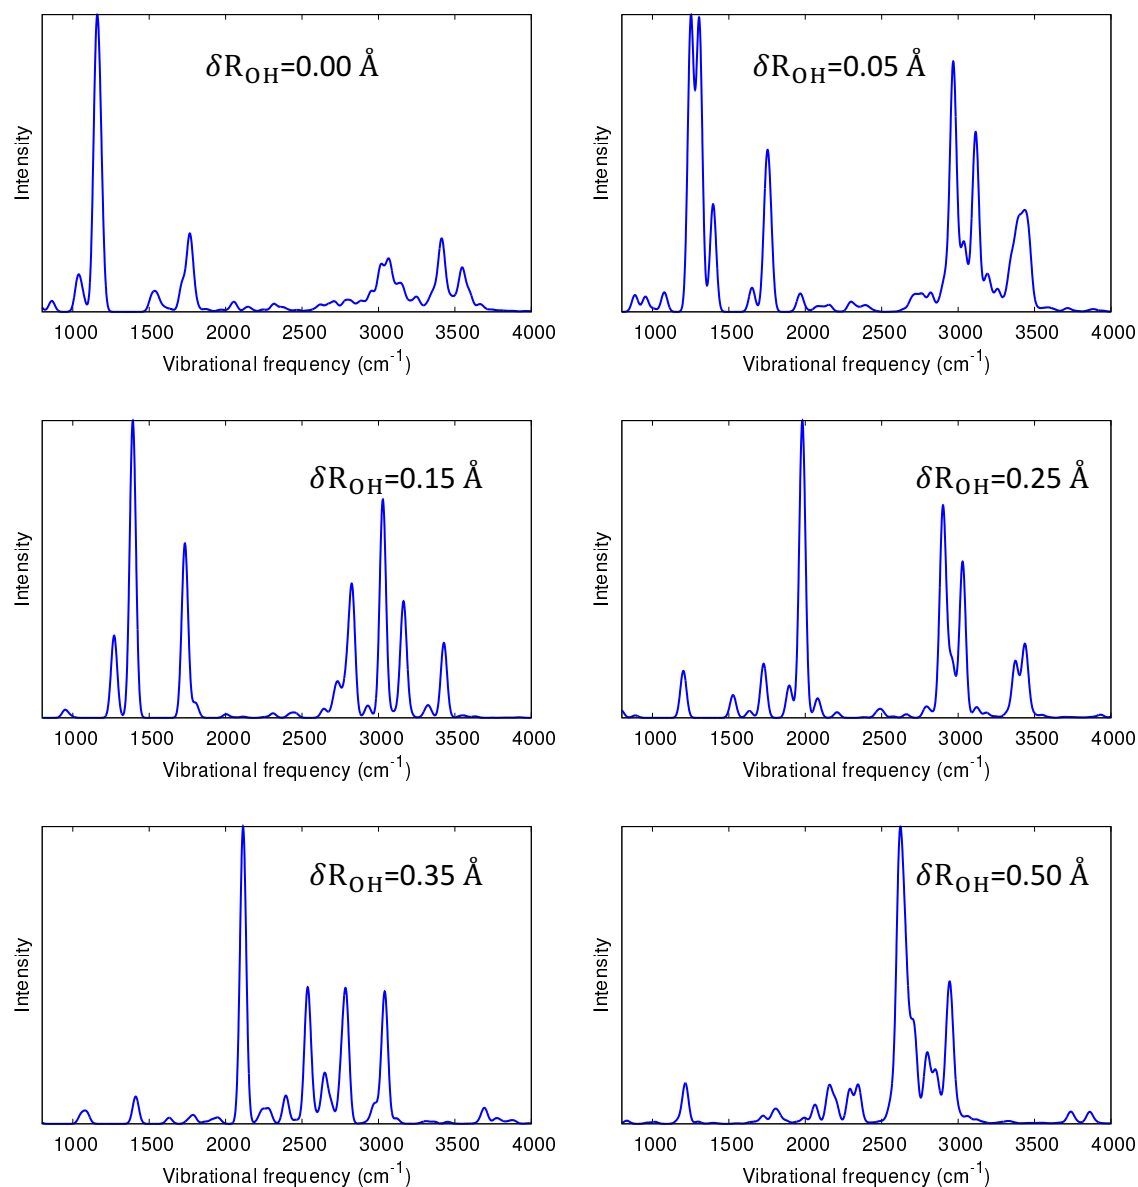 δR_OH=0.00 Å
Intensity
1000 1500 2000 2500 3000 3500 4000
Vibrational frequency (cm⁻¹)
δR_OH=0.05 Å
Intensity
1000 1500 2000 2500 3000 3500 4000
Vibrational frequency (cm⁻¹)
δR_OH=0.15 Å
Intensity
1000 1500 2000 2500 3000 3500 4000
Vibrational frequency (cm⁻¹)
δR_OH=0.25 Å
Intensity
1000 1500 2000 2500 3000 3500 4000
Vibrational frequency (cm⁻¹)
δR_OH=0.35 Å
Intensity
1000 1500 2000 2500 3000 3500 4000
Vibrational frequency (cm⁻¹)
δR_OH=0.50 Å
Intensity
1000 1500 2000 2500 3000 3500 4000
Vibrational frequency (cm⁻¹)